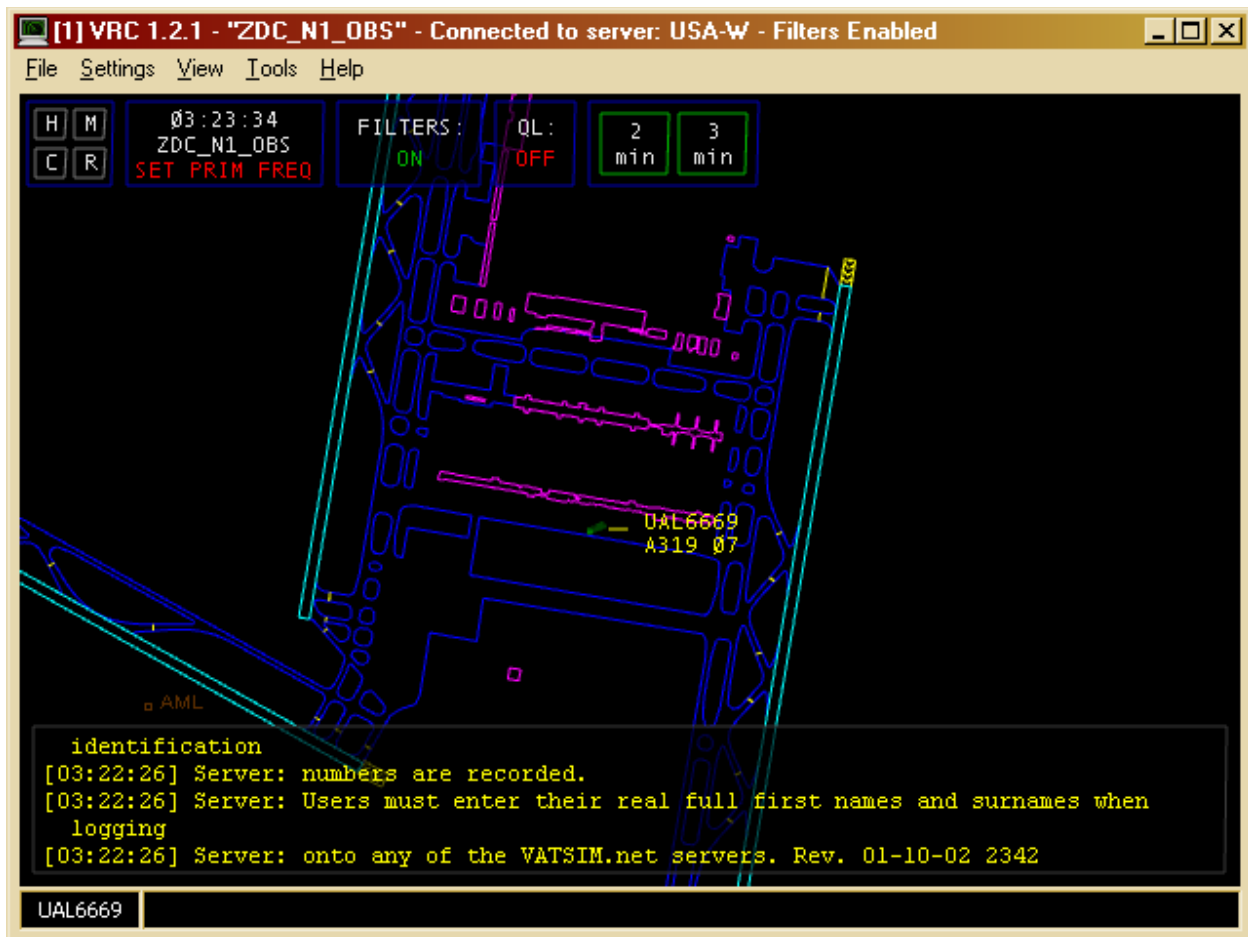 [1] VRC 1.2.1 - "ZDC_N1_OBS" - Connected to server: USA-W - Filters Enabled
File Settings View Tools Help
H M
C R
Ø3:23:34
ZDC_N1_OBS
SET PRIM FREQ
FILTERS:
ON
QL:
OFF
2
min
3
min
UAL6669
A319 Ø7
AML
identification
[03:22:26] Server: numbers are recorded.
[03:22:26] Server: Users must enter their real full first names and surnames when
logging
[03:22:26] Server: onto any of the VATSIM.net servers. Rev. 01-10-02 2342
UAL6669